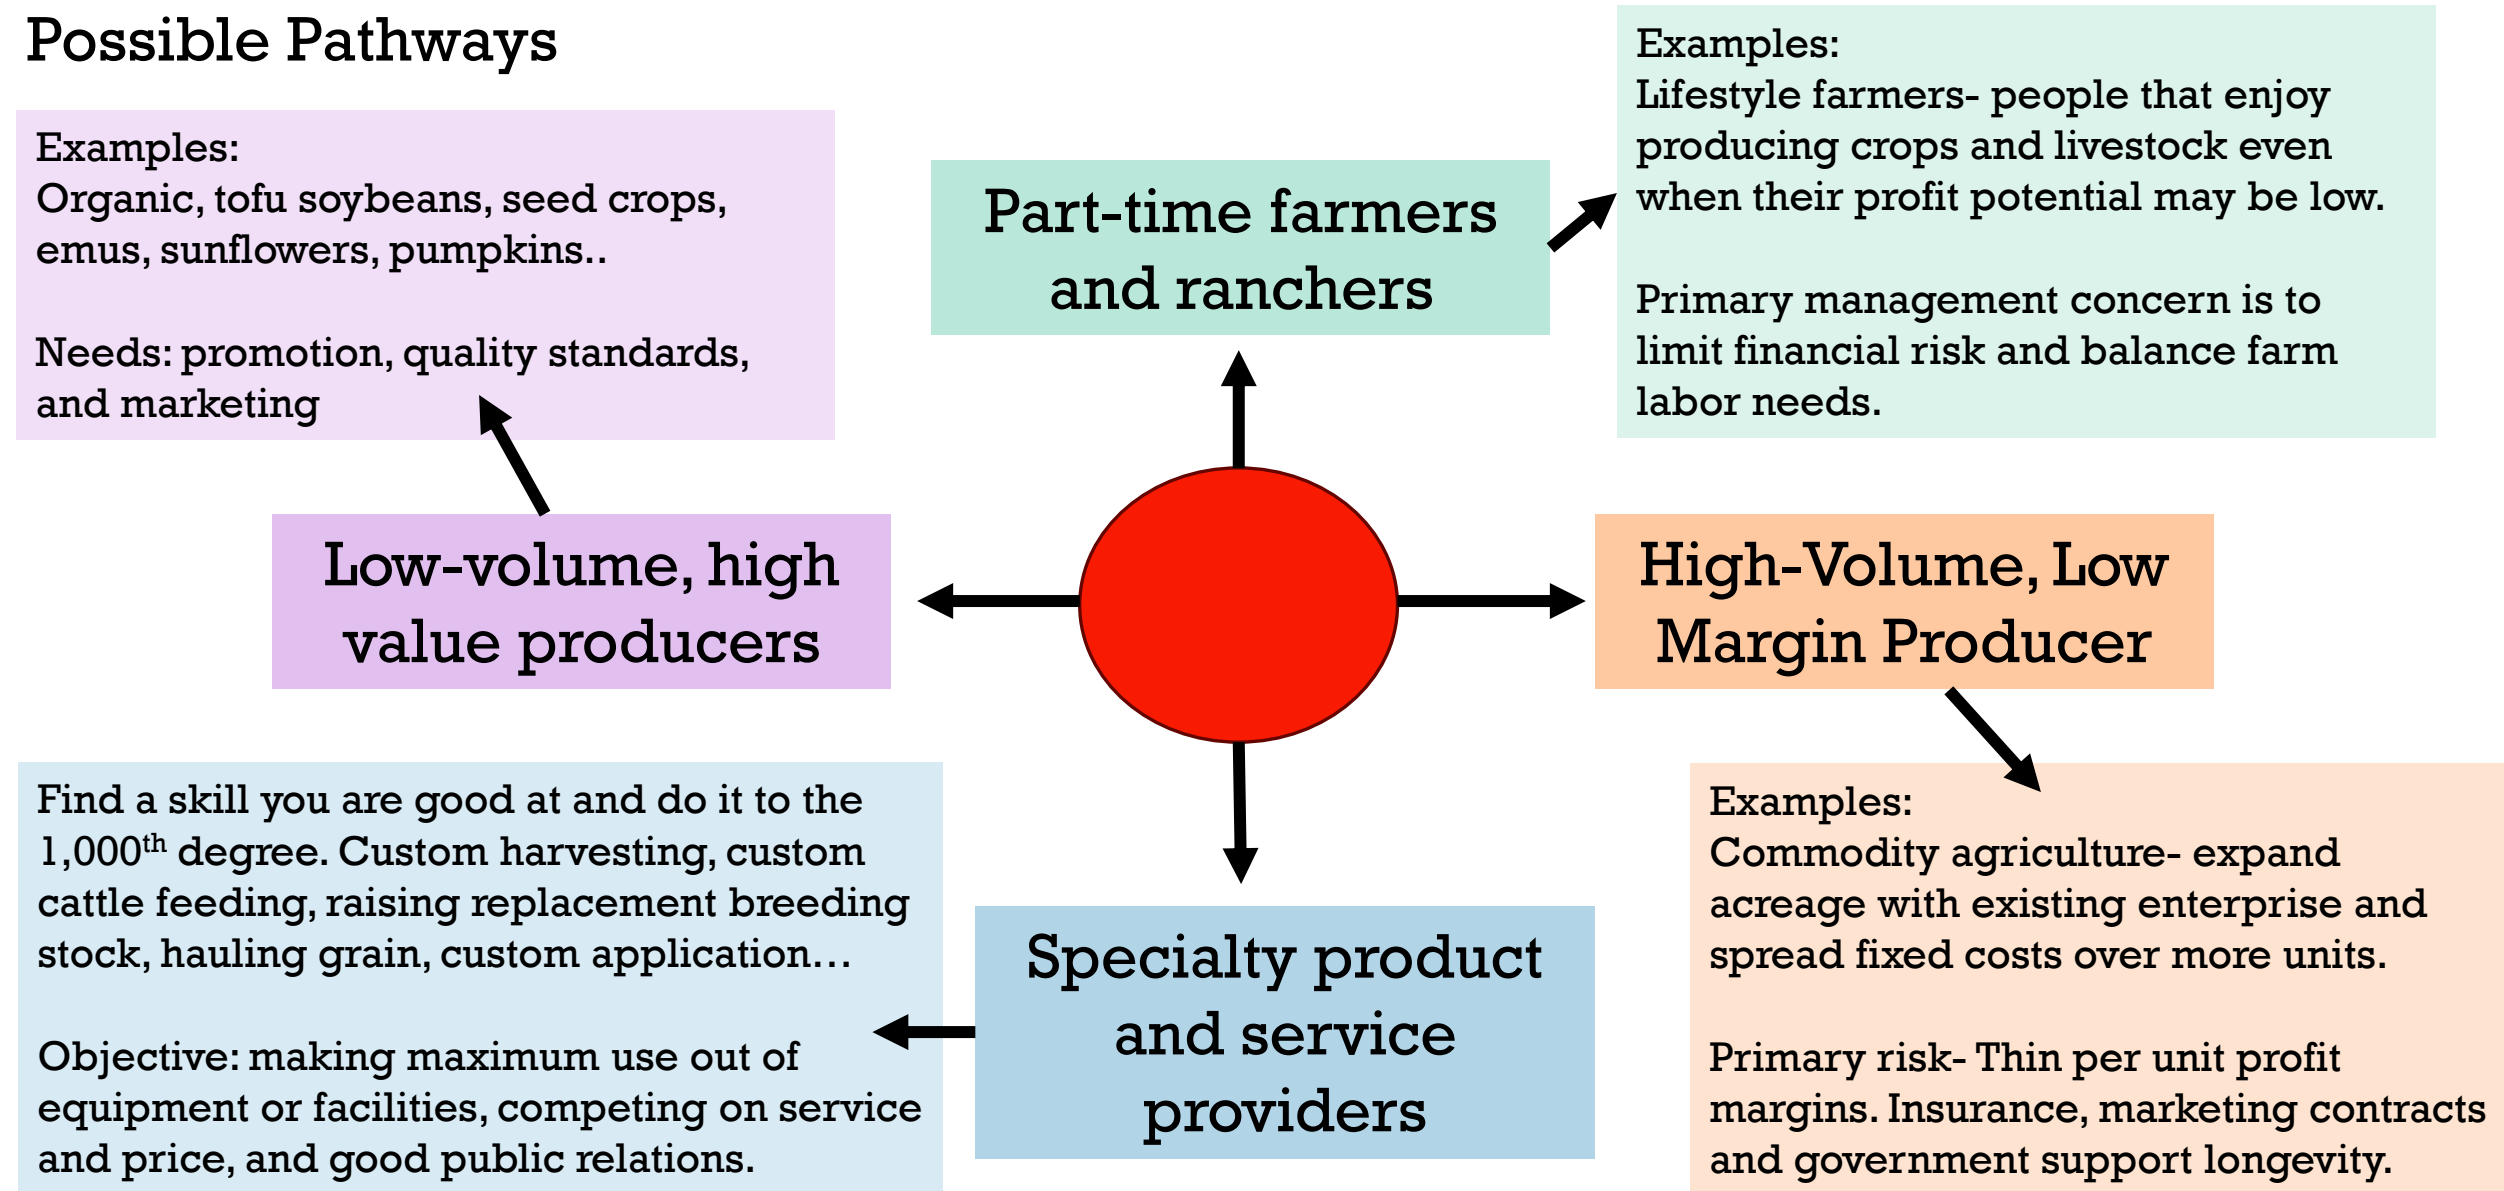 Possible Pathways
Examples:
Organic, tofu soybeans, seed crops,
emus, sunflowers, pumpkins..
Needs: promotion, quality standards,
and marketing
Part-time farmers
and ranchers
Examples:
Lifestyle farmers- people that enjoy
producing crops and livestock even
when their profit potential may be low.
Primary management concern is to
limit financial risk and balance farm
labor needs.
Low-volume, high
value producers
High-Volume, Low
Margin Producer
Find a skill you are good at and do it to the
1,000th degree. Custom harvesting, custom
cattle feeding, raising replacement breeding
stock, hauling grain, custom application…
Objective: making maximum use out of
equipment or facilities, competing on service
and price, and good public relations.
Specialty product
and service
providers
Examples:
Commodity agriculture- expand
acreage with existing enterprise and
spread fixed costs over more units.
Primary risk- Thin per unit profit
margins. Insurance, marketing contracts
and government support longevity.